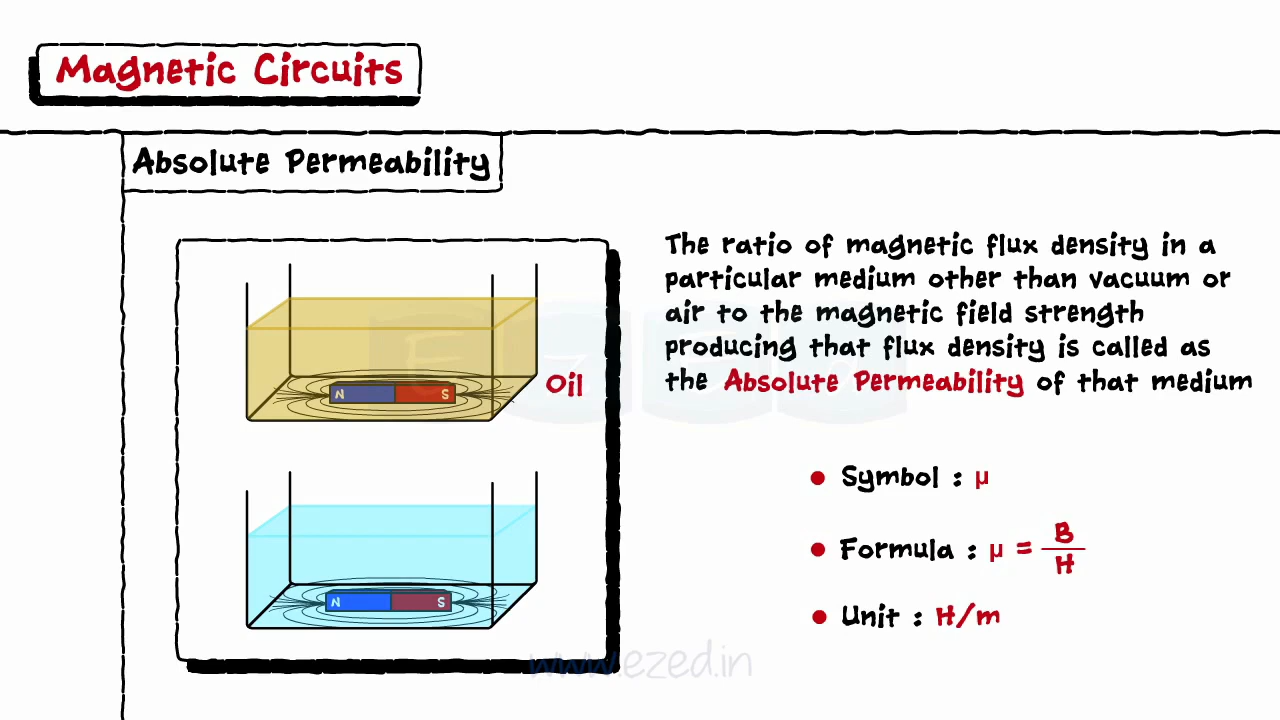 Magnetic Circuits
Absolute Permeability
The ratio of magnetic flux density in a
particular medium other than vacuum or
air to the magnetic field strength
producing that flux density is called as
the Absolute Permeability of that medium
N S
Oil
N S
• Symbol : μ
• Formula : μ = B/H
• Unit : H/m
www.ezed.in